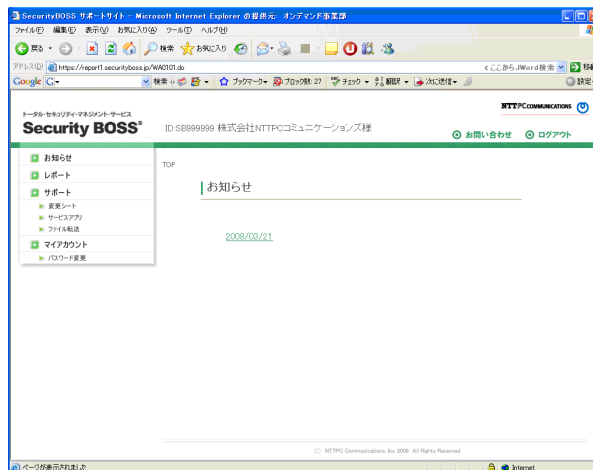 SecurityBOSS サポートサイト - Microsoft Internet Explorer の提供元: オンデマンド事業部
ファイル(F) 編集(E) 表示(V) お気に入り(A) ツール(T) ヘルプ(H)
戻る 検索 お気に入り
アドレス(D) https://report1.securityboss.jp/WA0101.do くここからJWord検索 移動
Google G ブックマーク ブロック数: 27 チェック 翻訳 次に送信 設定
トータル・セキュリティ・マネジメント・サービス
Security BOSS®
ID:SB999999 株式会社NTTPCコミュニケーションズ様
NTTPC COMMUNICATIONS
お問い合わせ ログアウト
お知らせ
レポート
サポート
変更シート
サービスアプリ
ファイル転送
マイアカウント
パスワード変更
TOP
お知らせ
2008/03/21
NTTPC Communications, Inc 2006 All Rights Reserved
ページが表示されました Internet